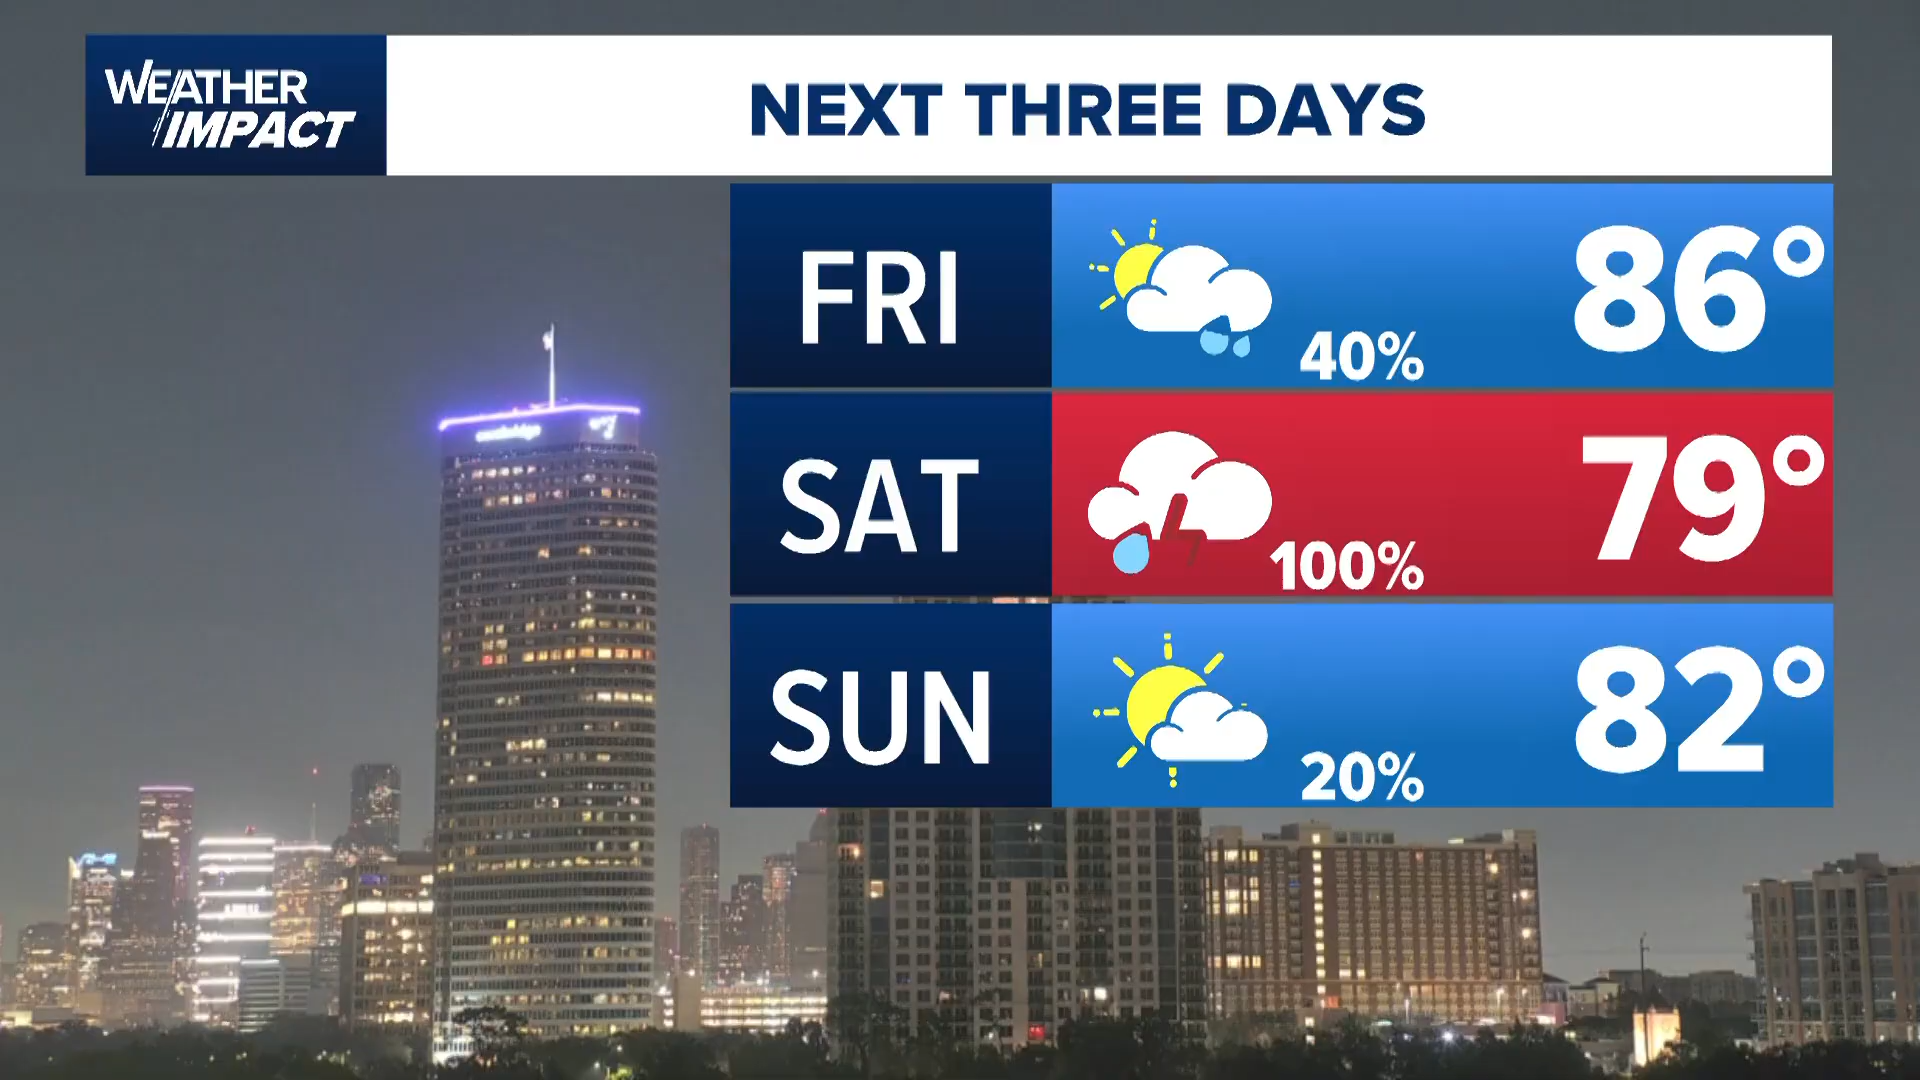 WEATHER
IMPACT
NEXT THREE DAYS
FRI
40%
86°
SAT
100%
79°
SUN
20%
82°